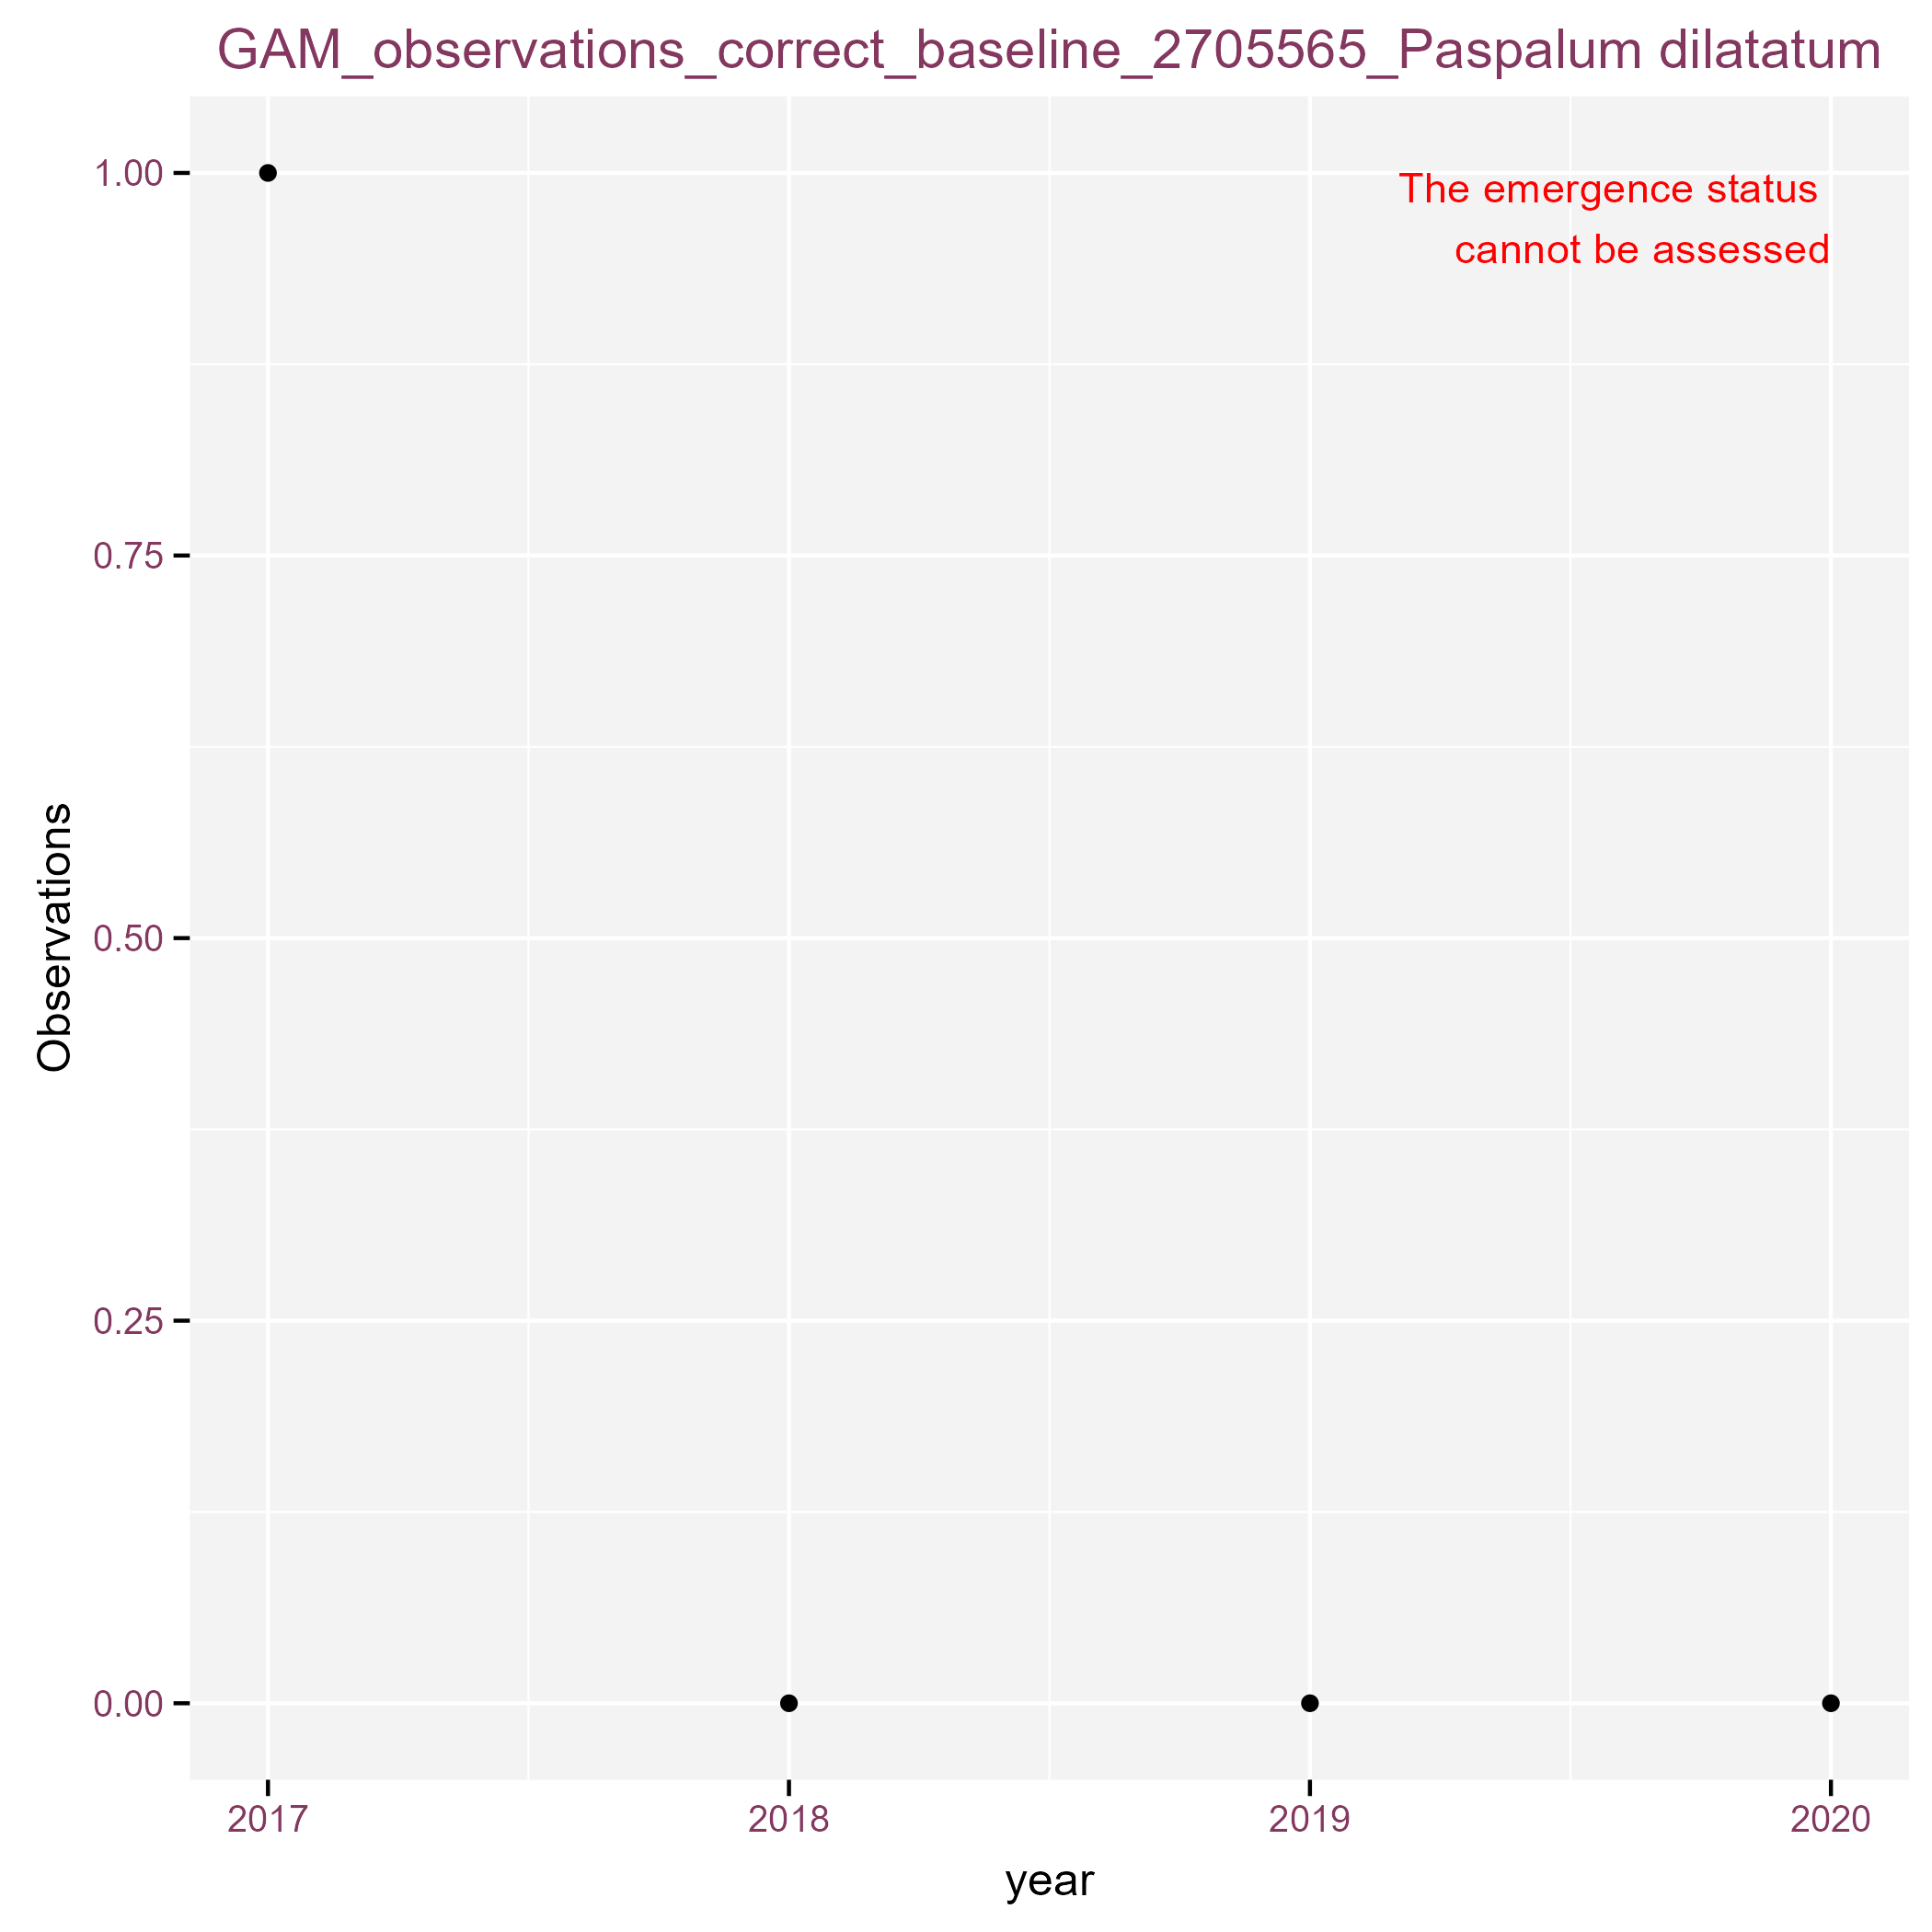 GAM_observations_correct_baseline_2705565_Paspalum dilatatum
1.00
The emergence status
cannot be assessed
0.75
Observations
0.50
0.25
0.00
2017 2018 2019 2020
year